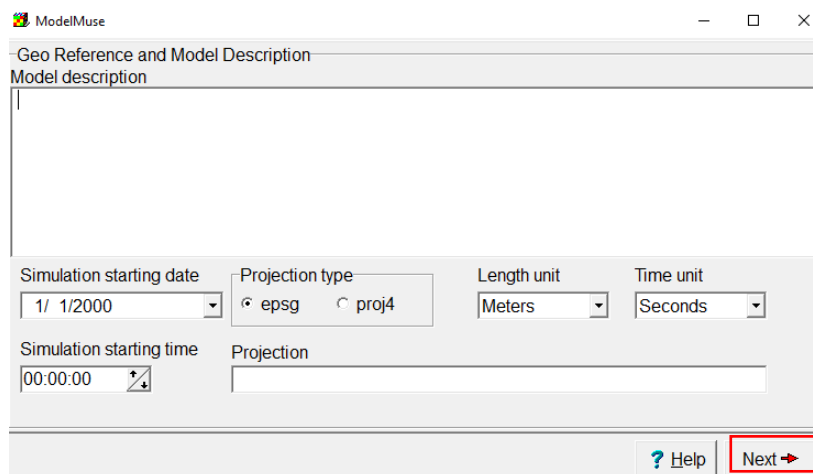 ModelMuse
Geo Reference and Model Description
Model description
Simulation starting date
Projection type
Length unit
Time unit
1/ 1/2000
epsg
proj4
Meters
Seconds
Simulation starting time
Projection
00:00:00
? Help
Next